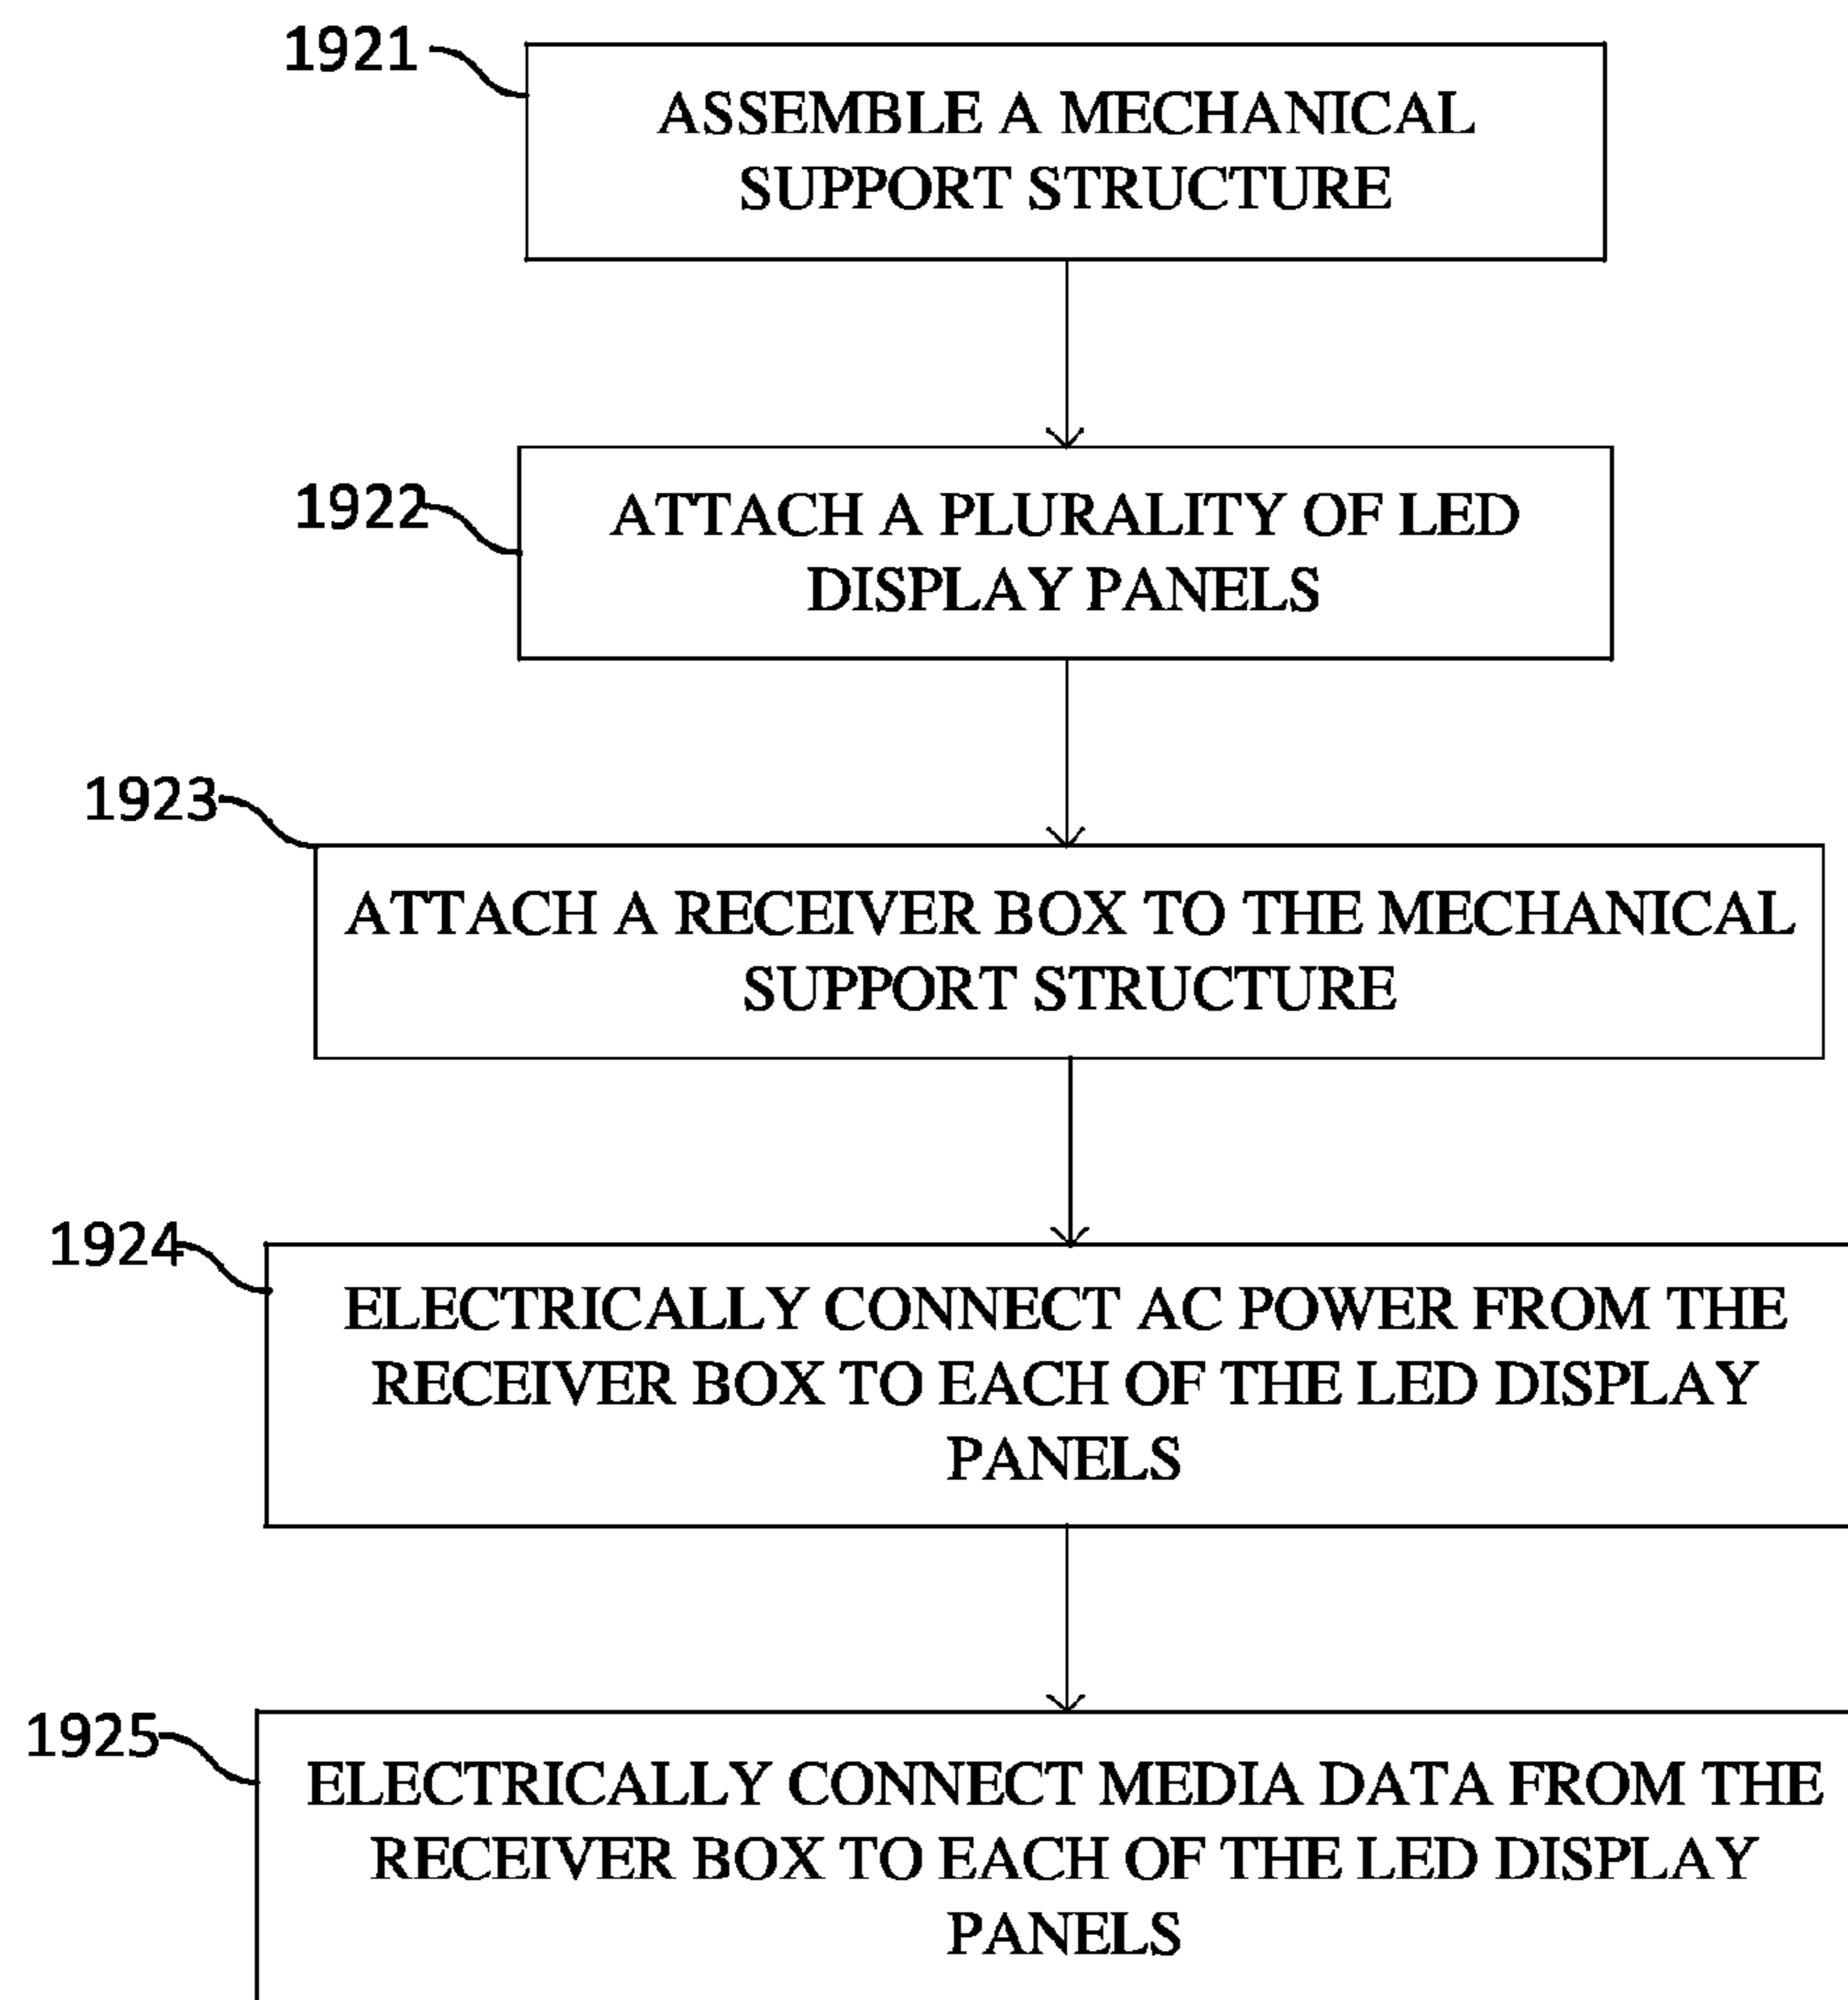 1921
ASSEMBLE A MECHANICAL
SUPPORT STRUCTURE
1922
ATTACH A PLURALITY OF LED
DISPLAY PANELS
1923
ATTACH A RECEIVER BOX TO THE MECHANICAL
SUPPORT STRUCTURE
1924
ELECTRICALLY CONNECT AC POWER FROM THE
RECEIVER BOX TO EACH OF THE LED DISPLAY
PANELS
1925
ELECTRICALLY CONNECT MEDIA DATA FROM THE
RECEIVER BOX TO EACH OF THE LED DISPLAY
PANELS